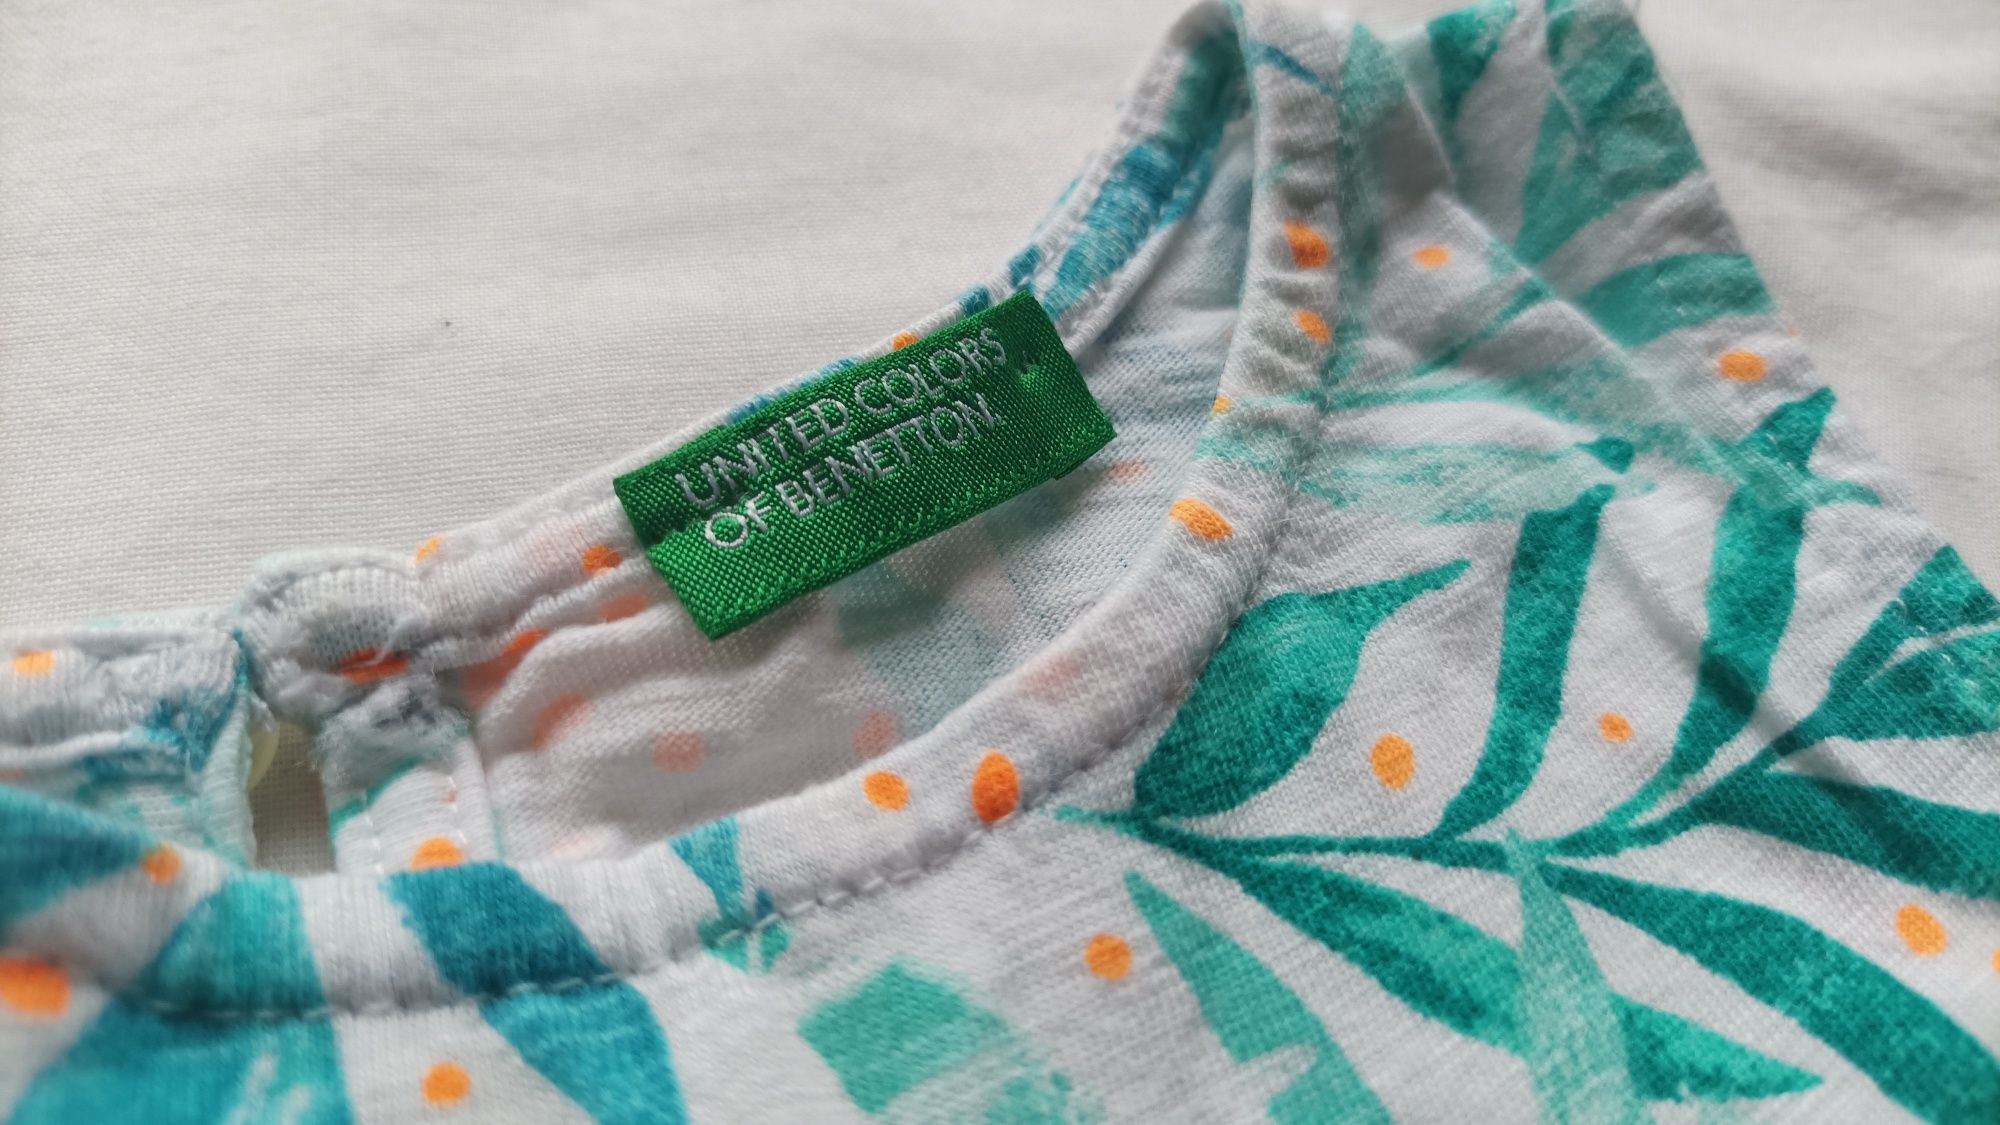 UNITED COLORS
OF BENETTON.